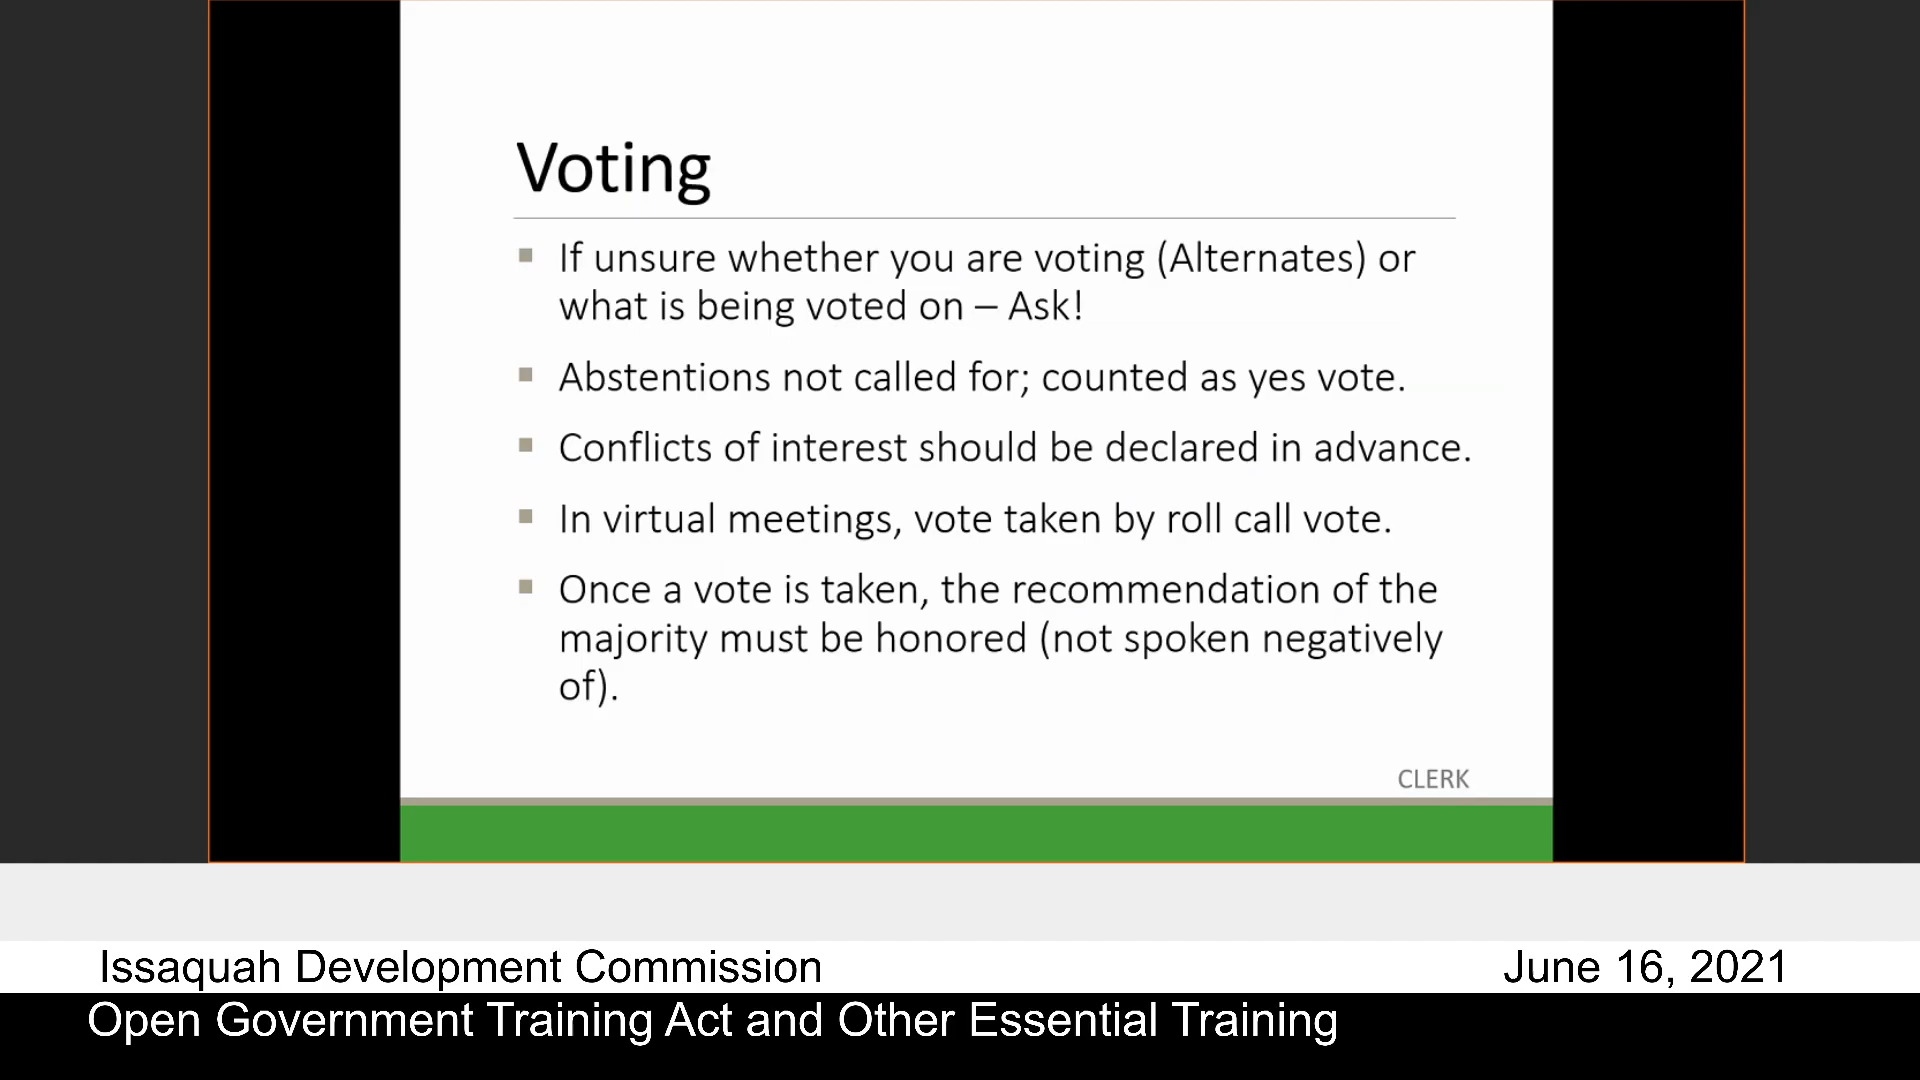 Voting
If unsure whether you are voting (Alternates) or
what is being voted on – Ask!
Abstentions not called for; counted as yes vote.
Conflicts of interest should be declared in advance.
In virtual meetings, vote taken by roll call vote.
Once a vote is taken, the recommendation of the
majority must be honored (not spoken negatively
of).
CLERK
Issaquah Development Commission
June 16, 2021
Open Government Training Act and Other Essential Training